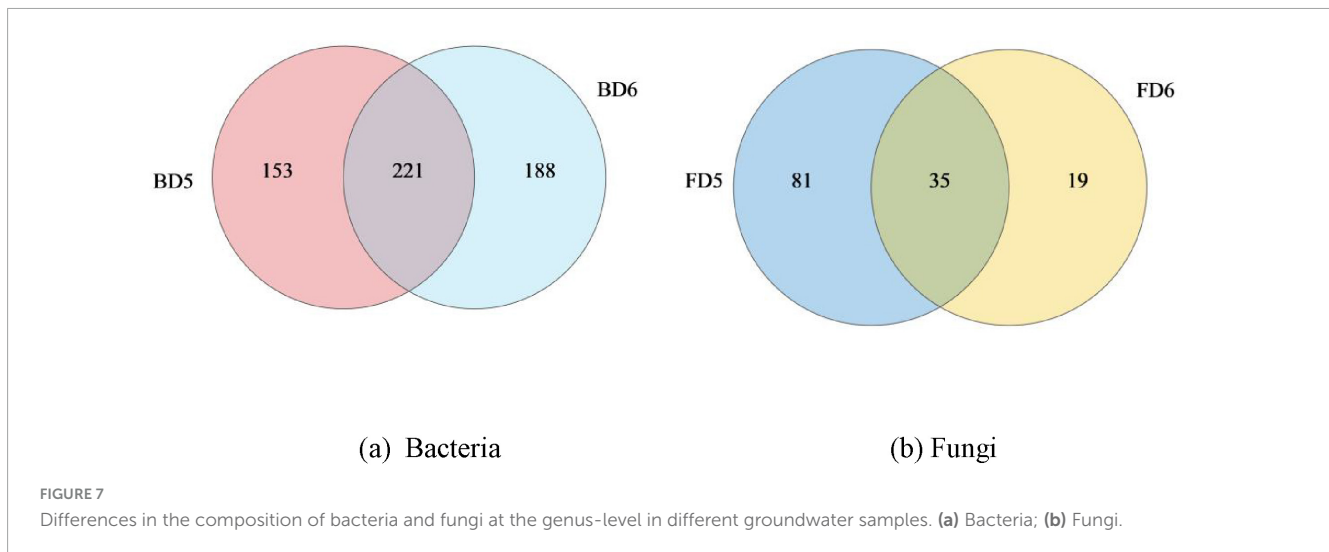 BD6
BD5 153 221 188
FD6
FD5 81 35 19
(a) Bacteria
(b) Fungi
FIGURE 7
Differences in the composition of bacteria and fungi at the genus-level in different groundwater samples. (a) Bacteria; (b) Fungi.